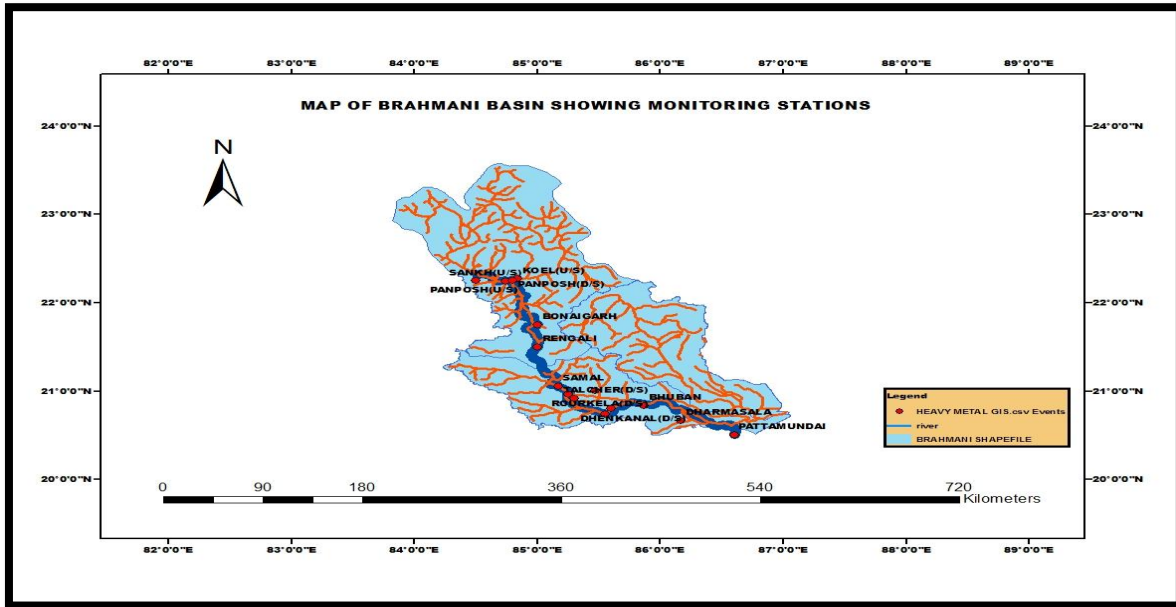 82°0'0"E 83°0'0"E 84°0'0"E 85°0'0"E 86°0'0"E 87°0'0"E 88°0'0"E 89°0'0"E
MAP OF BRAHMANI BASIN SHOWING MONITORING STATIONS
24°0'0"N 24°0'0"N
N
23°0'0"N 23°0'0"N
SANKH(U/S) KOEL(U/S)
PANPOSH(U/S) PANPOSH(D/S)
22°0'0"N 22°0'0"N
BONAIGARH
RENGALI
SAMAL
21°0'0"N 21°0'0"N
TALCHER(D/S)
ROURKELA(D/S) BHUBAN
DHENKANAL(D/S) DHARMASALA
PATTAMUNDAI
Legend
HEAVY METAL GIS.csv Events
river
BRAHMANI SHAPEFILE
20°0'0"N 20°0'0"N
0 90 180 360 540 720
Kilometers
82°0'0"E 83°0'0"E 84°0'0"E 85°0'0"E 86°0'0"E 87°0'0"E 88°0'0"E 89°0'0"E